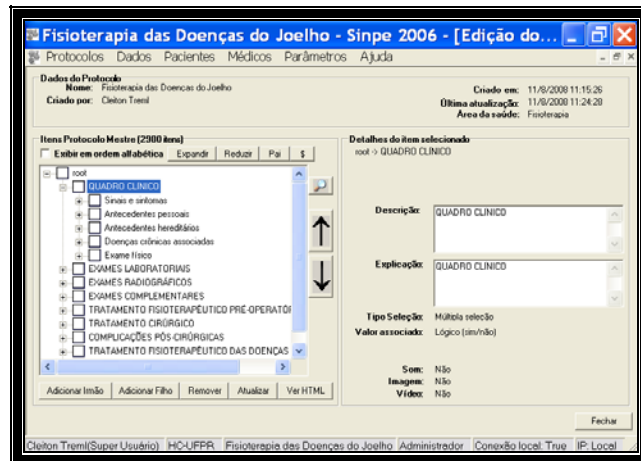 Fisioterapia das Doenças do Joelho - Sinpe 2006 - [Edição do...
Protocolos Dados Pacientes Médicos Parâmetros Ajuda
Dados do Protocolo
Nome: Fisioterapia das Doenças do Joelho
Criado por: Cleiton Treml
Criado em: 11/8/2008 11:15:26
Última atualização: 11/8/2008 11:24:28
Área da saúde: Fisioterapia
Itens Protocolo Mestre (2900 itens)
Exibir em ordem alfabética Expandir Reduzir Pai $
root
QUADRO CLINICO
Sinais e sintomas
Antecedentes pessoais
Antecedentes hereditários
Doenças crônicas associadas
Exame físico
EXAMES LABORATORIAIS
EXAMES RADIOGRÁFICOS
EXAMES COMPLEMENTARES
TRATAMENTO FISIOTERAPÊUTICO PRÉ-OPERATÓR
TRATAMENTO CIRÚRGICO
COMPLICAÇÕES PÓS-CIRÚRGICAS
TRATAMENTO FISIOTERAPÊUTICO DAS DOENÇAS
Adicionar Irmão Adicionar Filho Remover Atualizar Ver HTML
Detalhes do item selecionado
root -> QUADRO CLINICO
Descrição: QUADRO CLINICO
Explicação: QUADRO CLINICO
Tipo Seleção: Múltipla seleção
Valor associado: Lógico (sim/não)
Som: Não
Imagem: Não
Vídeo: Não
Fechar
Cleiton Treml(Super Usuário) HC-UFPR Fisioterapia das Doenças do Joelho Administrador Conexão local: True IP: Local